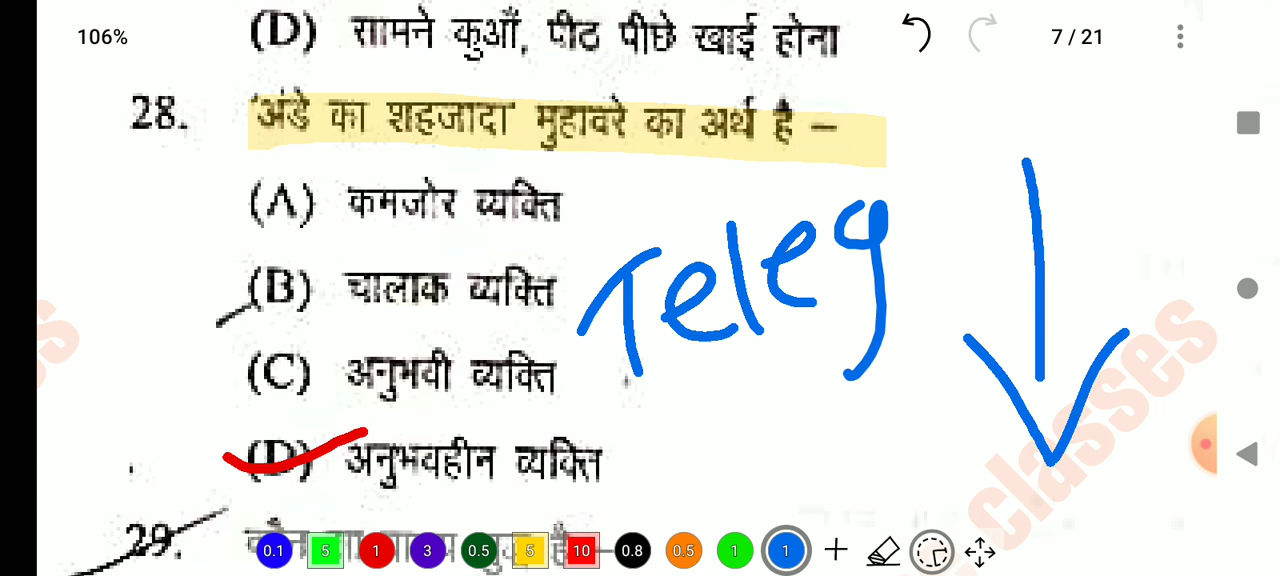 106%
(D) सामने कुआँ, पीठ पीछे खाई होना
7 / 21
28. 'अंडे का शहजादा' मुहावरे का अर्थ है –
(A) कमजोर व्यक्ति
(B) चालाक व्यक्ति
Teleg
(C) अनुभवी व्यक्ति
(D) अनुभवहीन व्यक्ति
classes
29. कौन सा
0.1 5 1 3 0.5 5 10 0.8 0.5 1 1